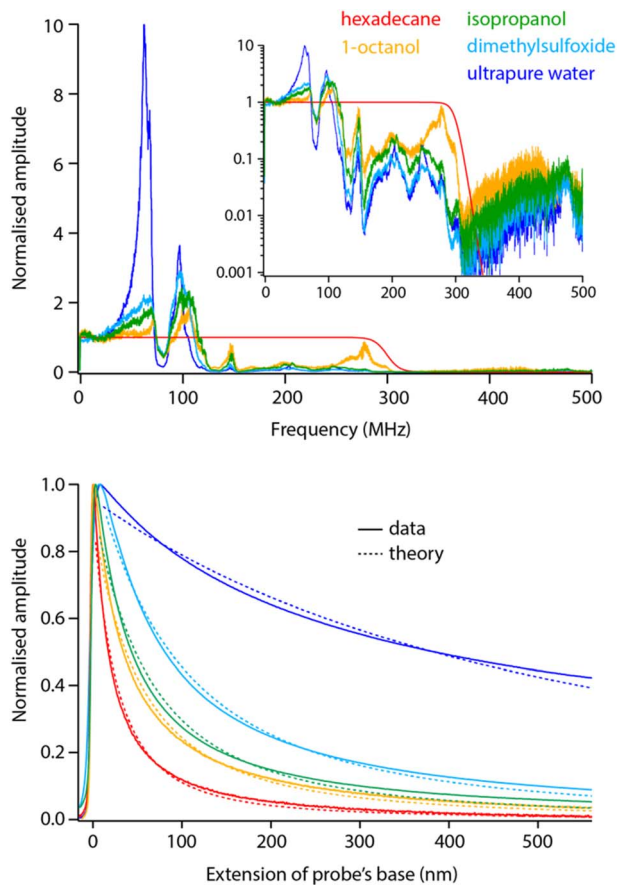 hexadecane
isopropanol
1-octanol
dimethylsulfoxide
ultrapure water
Normalised amplitude
10
8
6
4
2
0
10
1
0.1
0.01
0.001
0 100 200 300 400 500
0 100 200 300 400 500
Frequency (MHz)
Normalised amplitude
1.0
0.8
0.6
0.4
0.2
0.0
data
theory
0 100 200 300 400 500
Extension of probe's base (nm)